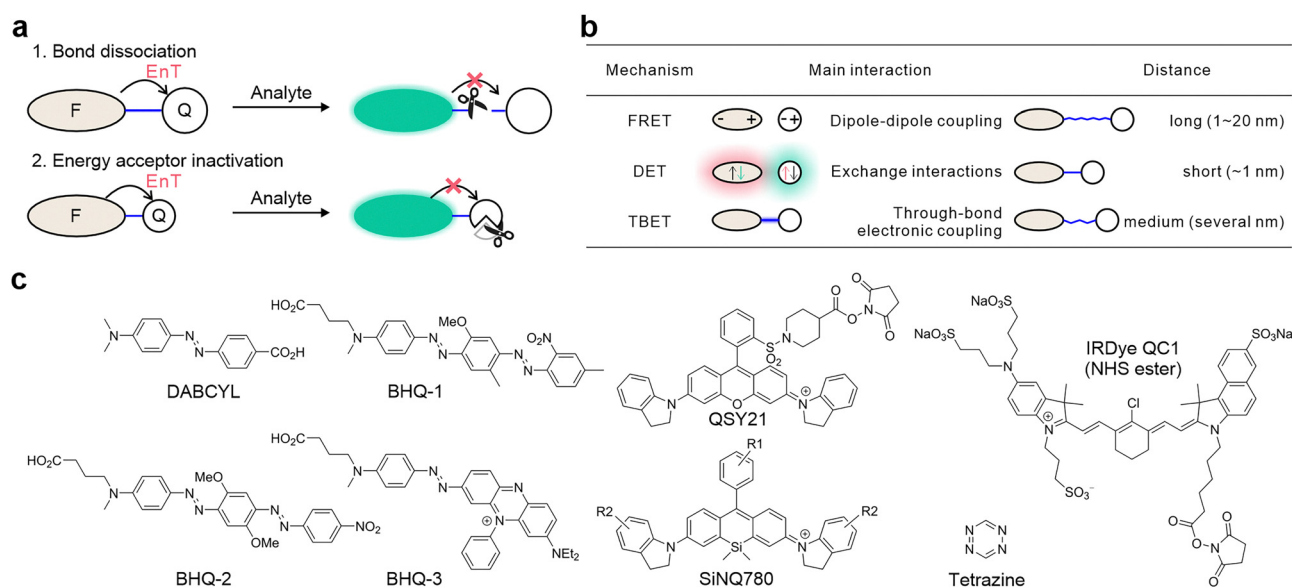 a
1. Bond dissociation
EnT
F
Q
Analyte
2. Energy acceptor inactivation
EnT
F
Q
Analyte
b
Mechanism Main interaction Distance
FRET - + - + Dipole-dipole coupling long (1~20 nm)
DET ↑↓ ↑↓ Exchange interactions short (~1 nm)
TBET Through-bond
electronic coupling medium (several nm)
c
N
N
N
CO2H
DABCYL
HO2C
N
N
N
MeO
N
N
NO2
BHQ-1
HO2C
N
N
N
MeO
OMe
N
N
NO2
BHQ-2
HO2C
N
N
N
N
N
NEt2
BHQ-3
O
O
N
O
O
N
S
O2
N
O
N
QSY21
R1
R2
R2
N
Si
N
SiNQ780
NaO3S
NaO3S
N
N
SO3-
Cl
N
SO3Na
O
O
N
O
O
IRDye QC1
(NHS ester)
N
N
N
N
Tetrazine